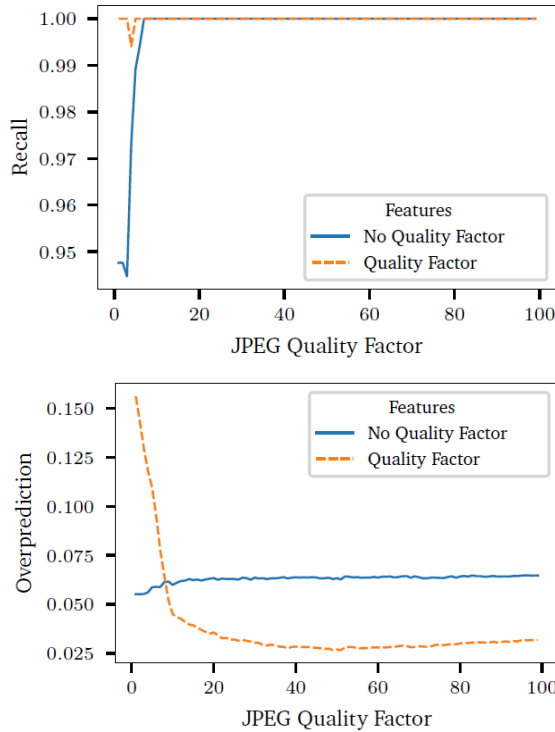 1.00
0.99
0.98
0.97
0.96
0.95
Recall
Features
No Quality Factor
Quality Factor
0 20 40 60 80 100
JPEG Quality Factor
0.150
0.125
0.100
0.075
0.050
0.025
Overprediction
Features
No Quality Factor
Quality Factor
0 20 40 60 80 100
JPEG Quality Factor